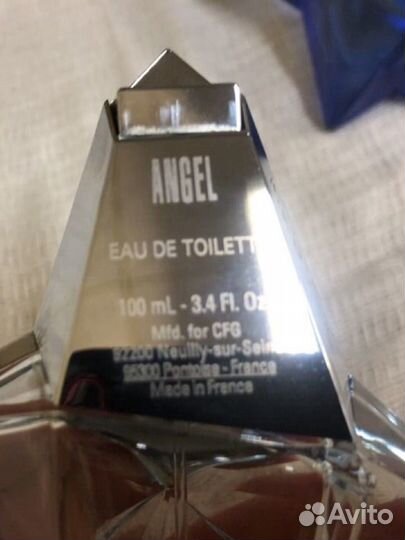 ANGEL
EAU DE TOILETT
100 mL - 3.4 Fl. Oz
Mfd. for CFG
92200 Neuilly-sur-Seine
95300 Pontoise - France
Made in France
Avito